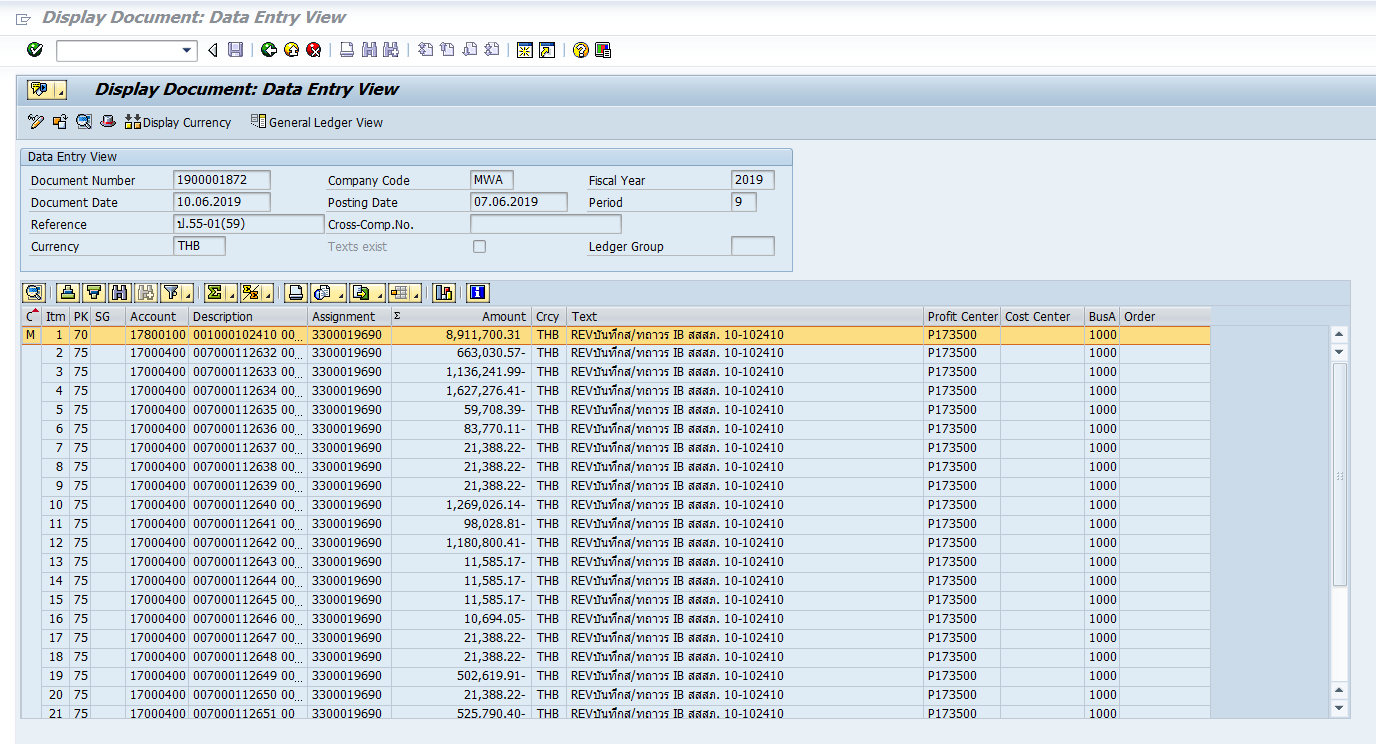 Display Document: Data Entry View
Display Document: Data Entry View
Display Currency General Ledger View
Data Entry View
Document Number 1900001872 Company Code MWA Fiscal Year 2019
Document Date 10.06.2019 Posting Date 07.06.2019 Period 9
Reference ป.55-01(59) Cross-Comp.No.
Currency THB Texts exist Ledger Group
C Itm PK SG Account Description Assignment Σ Amount Crcy Text Profit Center Cost Center BusA Order
M 1 70 17800100 001000102410 00... 3300019690 8,911,700.31 THB REVบันทึกส/ทถาวร IB สสสภ. 10-102410 P173500 1000
2 75 17000400 007000112632 00... 3300019690 663,030.57- THB REVบันทึกส/ทถาวร IB สสสภ. 10-102410 P173500 1000
3 75 17000400 007000112633 00... 3300019690 1,136,241.99- THB REVบันทึกส/ทถาวร IB สสสภ. 10-102410 P173500 1000
4 75 17000400 007000112634 00... 3300019690 1,627,276.41- THB REVบันทึกส/ทถาวร IB สสสภ. 10-102410 P173500 1000
5 75 17000400 007000112635 00... 3300019690 59,708.39- THB REVบันทึกส/ทถาวร IB สสสภ. 10-102410 P173500 1000
6 75 17000400 007000112636 00... 3300019690 83,770.11- THB REVบันทึกส/ทถาวร IB สสสภ. 10-102410 P173500 1000
7 75 17000400 007000112637 00... 3300019690 21,388.22- THB REVบันทึกส/ทถาวร IB สสสภ. 10-102410 P173500 1000
8 75 17000400 007000112638 00... 3300019690 21,388.22- THB REVบันทึกส/ทถาวร IB สสสภ. 10-102410 P173500 1000
9 75 17000400 007000112639 00... 3300019690 21,388.22- THB REVบันทึกส/ทถาวร IB สสสภ. 10-102410 P173500 1000
10 75 17000400 007000112640 00... 3300019690 1,269,026.14- THB REVบันทึกส/ทถาวร IB สสสภ. 10-102410 P173500 1000
11 75 17000400 007000112641 00... 3300019690 98,028.81- THB REVบันทึกส/ทถาวร IB สสสภ. 10-102410 P173500 1000
12 75 17000400 007000112642 00... 3300019690 1,180,800.41- THB REVบันทึกส/ทถาวร IB สสสภ. 10-102410 P173500 1000
13 75 17000400 007000112643 00... 3300019690 11,585.17- THB REVบันทึกส/ทถาวร IB สสสภ. 10-102410 P173500 1000
14 75 17000400 007000112644 00... 3300019690 11,585.17- THB REVบันทึกส/ทถาวร IB สสสภ. 10-102410 P173500 1000
15 75 17000400 007000112645 00... 3300019690 11,585.17- THB REVบันทึกส/ทถาวร IB สสสภ. 10-102410 P173500 1000
16 75 17000400 007000112646 00... 3300019690 10,694.05- THB REVบันทึกส/ทถาวร IB สสสภ. 10-102410 P173500 1000
17 75 17000400 007000112647 00... 3300019690 21,388.22- THB REVบันทึกส/ทถาวร IB สสสภ. 10-102410 P173500 1000
18 75 17000400 007000112648 00... 3300019690 21,388.22- THB REVบันทึกส/ทถาวร IB สสสภ. 10-102410 P173500 1000
19 75 17000400 007000112649 00... 3300019690 502,619.91- THB REVบันทึกส/ทถาวร IB สสสภ. 10-102410 P173500 1000
20 75 17000400 007000112650 00... 3300019690 21,388.22- THB REVบันทึกส/ทถาวร IB สสสภ. 10-102410 P173500 1000
21 75 17000400 007000112651 00 3300019690 525,790.40- THB REVบันทึกส/ทถาวร IB สสสภ. 10-102410 P173500 1000